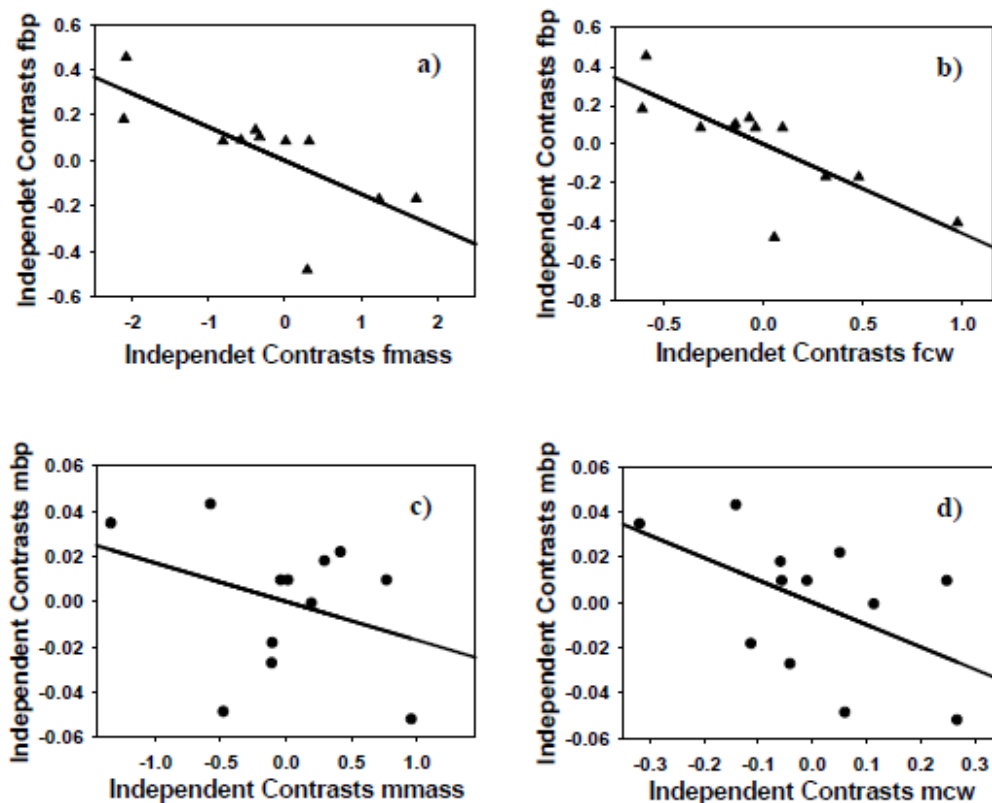 Independet Contrasts fbp
0.6
0.4
0.2
0.0
-0.2
-0.4
-0.6
a)
-2 -1 0 1 2
Independet Contrasts fmass
Independent Contrasts fbp
0.6
0.4
0.2
0.0
-0.2
-0.4
-0.6
-0.8
b)
-0.5 0.0 0.5 1.0
Independet Contrasts fcw
Independent Contrasts mbp
0.06
0.04
0.02
0.00
-0.02
-0.04
-0.06
c)
-1.0 -0.5 0.0 0.5 1.0
Independent Contrasts mmass
Independent Contrasts mbp
0.06
0.04
0.02
0.00
-0.02
-0.04
-0.06
d)
-0.3 -0.2 -0.1 0.0 0.1 0.2 0.3
Independent Contrasts mcw